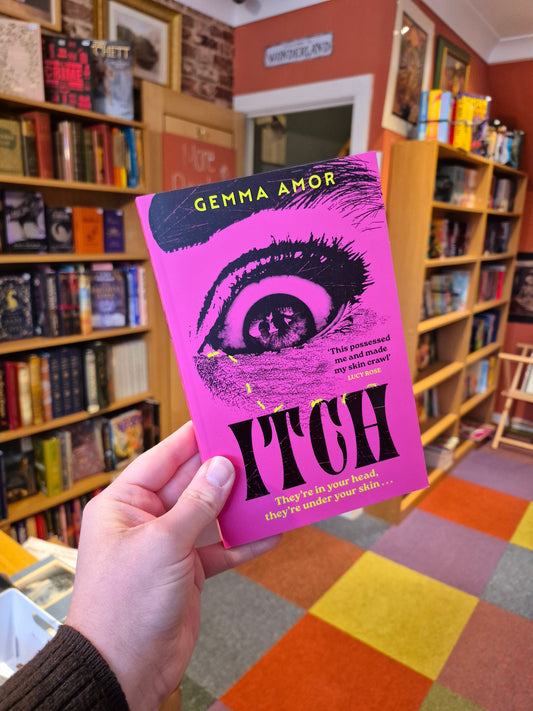 WONDERLAND
CRIME
GEMMA AMOR
'This possessed
me and made
my skin crawl'
LUCY ROSE
ITCH
They're in your head,
they're under your skin . . .